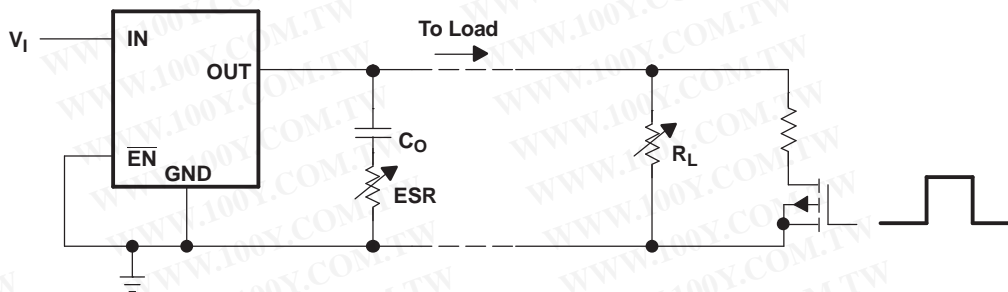 To Load
V_I
IN
OUT
C_O
EN
GND
ESR
R_L
WWW.100Y.COM.TW